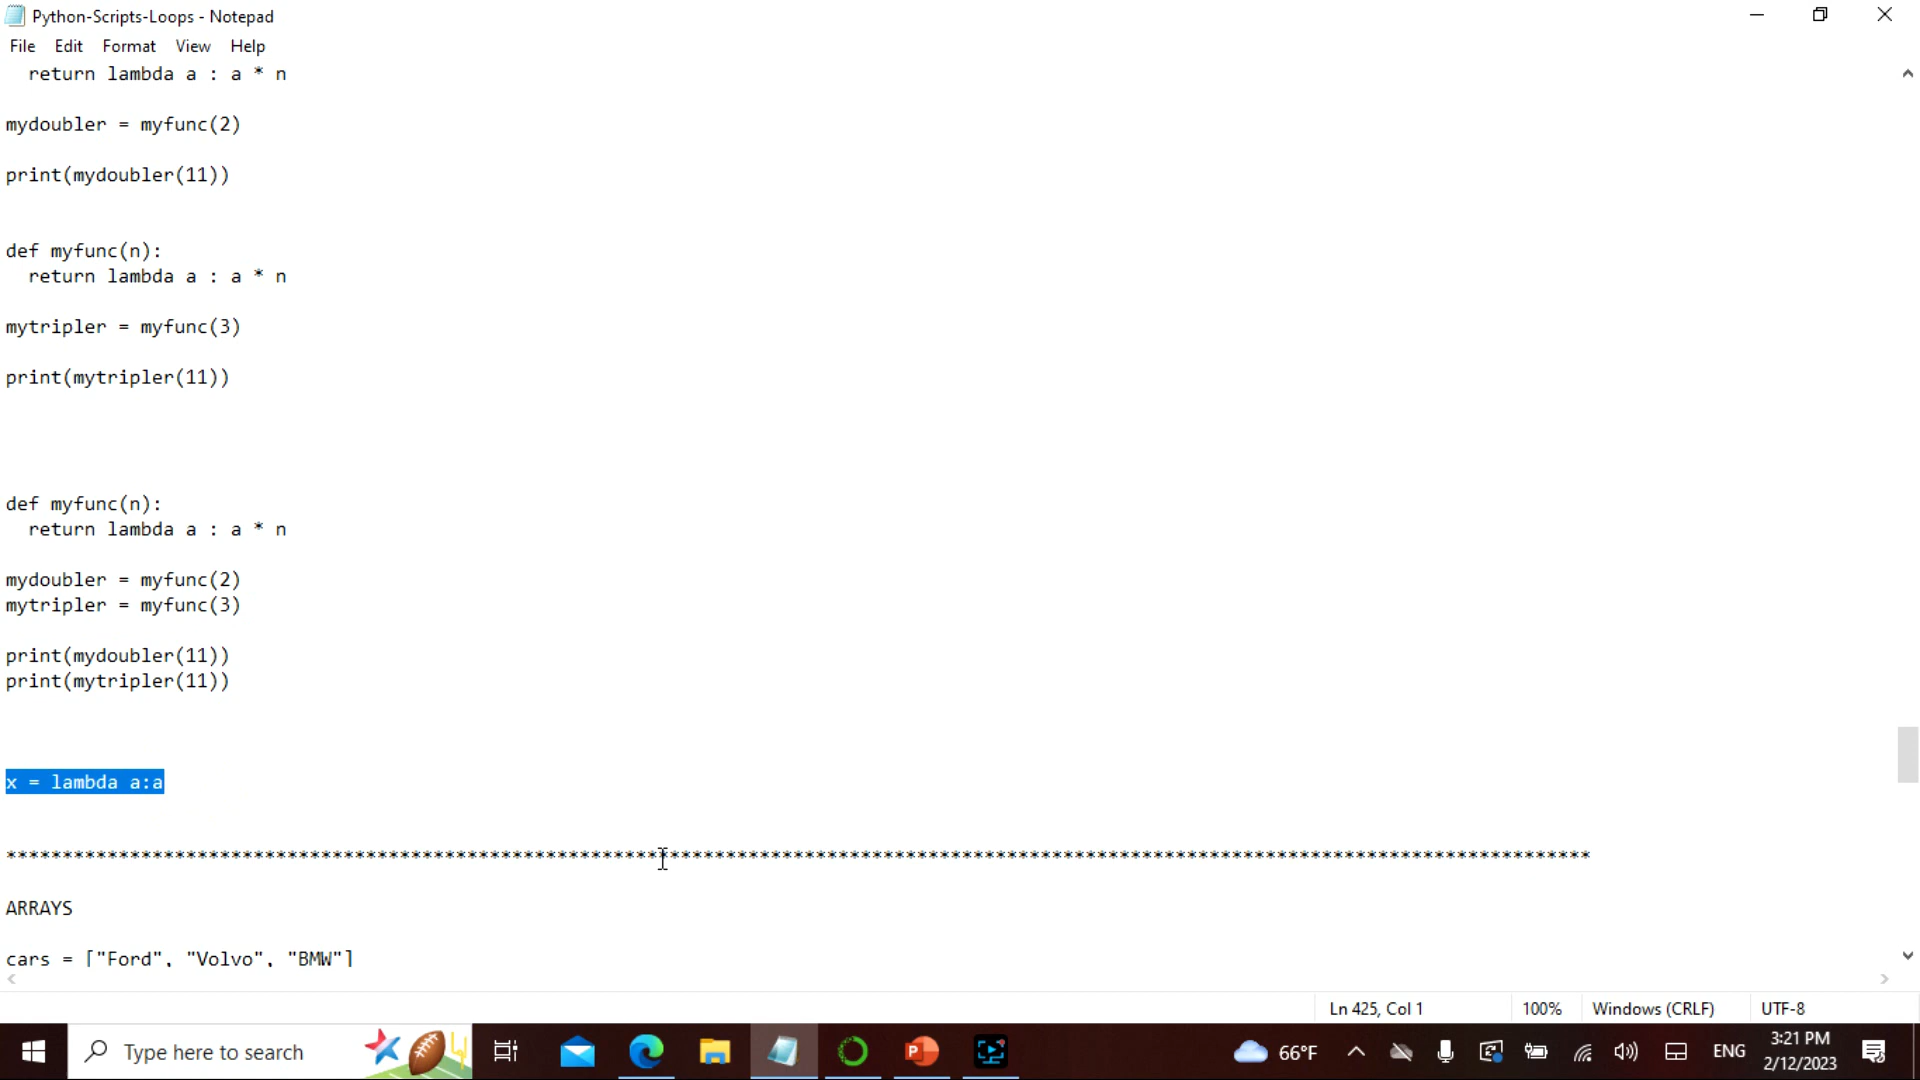 Python-Scripts-Loops - Notepad
File Edit Format View Help
return lambda a : a * n
mydoubler = myfunc(2)
print(mydoubler(11))
def myfunc(n):
return lambda a : a * n
mytripler = myfunc(3)
print(mytripler(11))
def myfunc(n):
return lambda a : a * n
mydoubler = myfunc(2)
mytripler = myfunc(3)
print(mydoubler(11))
print(mytripler(11))
x = lambda a:a
**********************************************************************************************************************************************
ARRAYS
cars = ["Ford", "Volvo", "BMW"]
Ln 425, Col 1 100% Windows (CRLF) UTF-8
Type here to search 66°F ENG 3:21 PM
2/12/2023